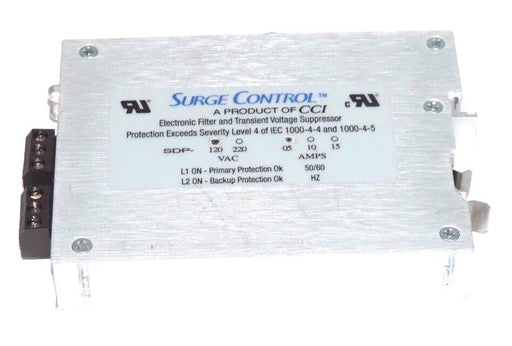 SURGE CONTROL™
A PRODUCT OF CCI
Electronic Filter and Transient Voltage Suppressor
Protection Exceeds Severity Level 4 of IEC 1000-4-4 and 1000-4-5
SDP- 120 220 05 10 15
VAC AMPS
L1 ON - Primary Protection Ok 50/60
L2 ON - Backup Protection Ok HZ